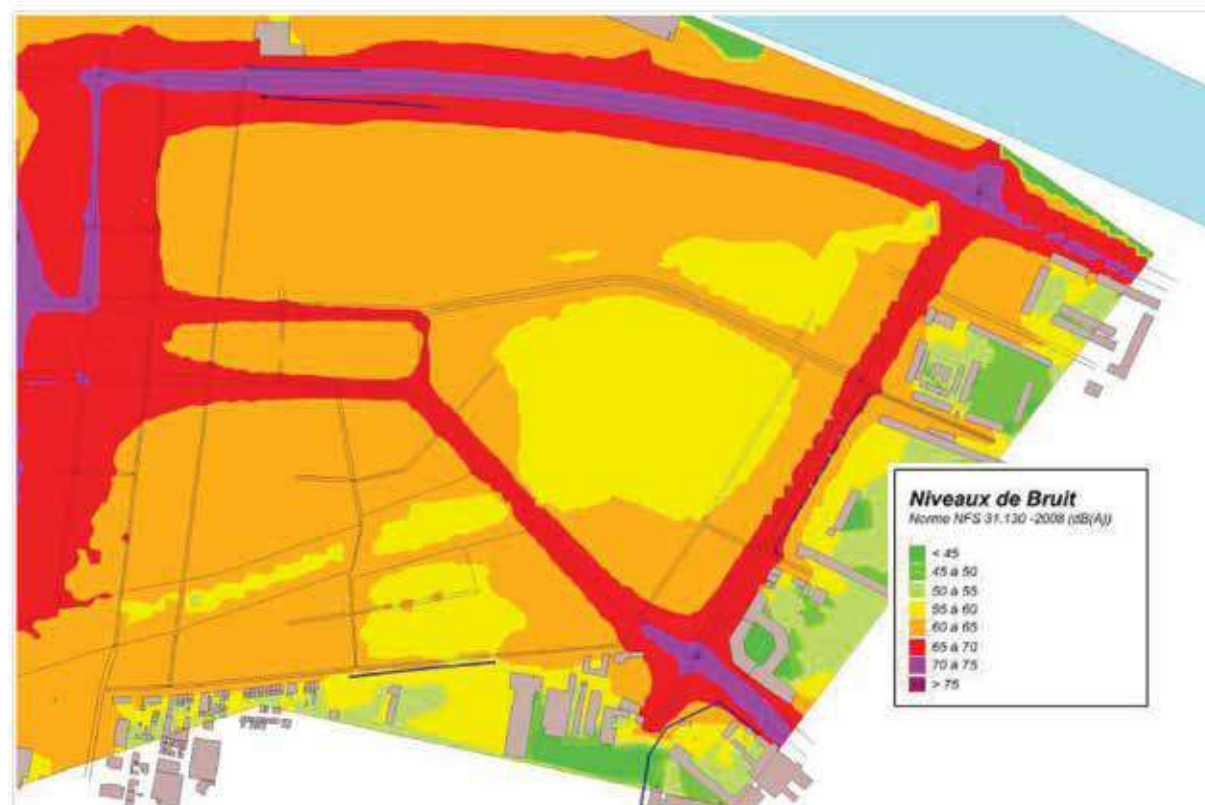 Niveaux de Bruit
Norme NFS 31.130 -2008 (dB(A))
< 45
45 à 50
50 à 55
55 à 60
60 à 65
65 à 70
70 à 75
> 75